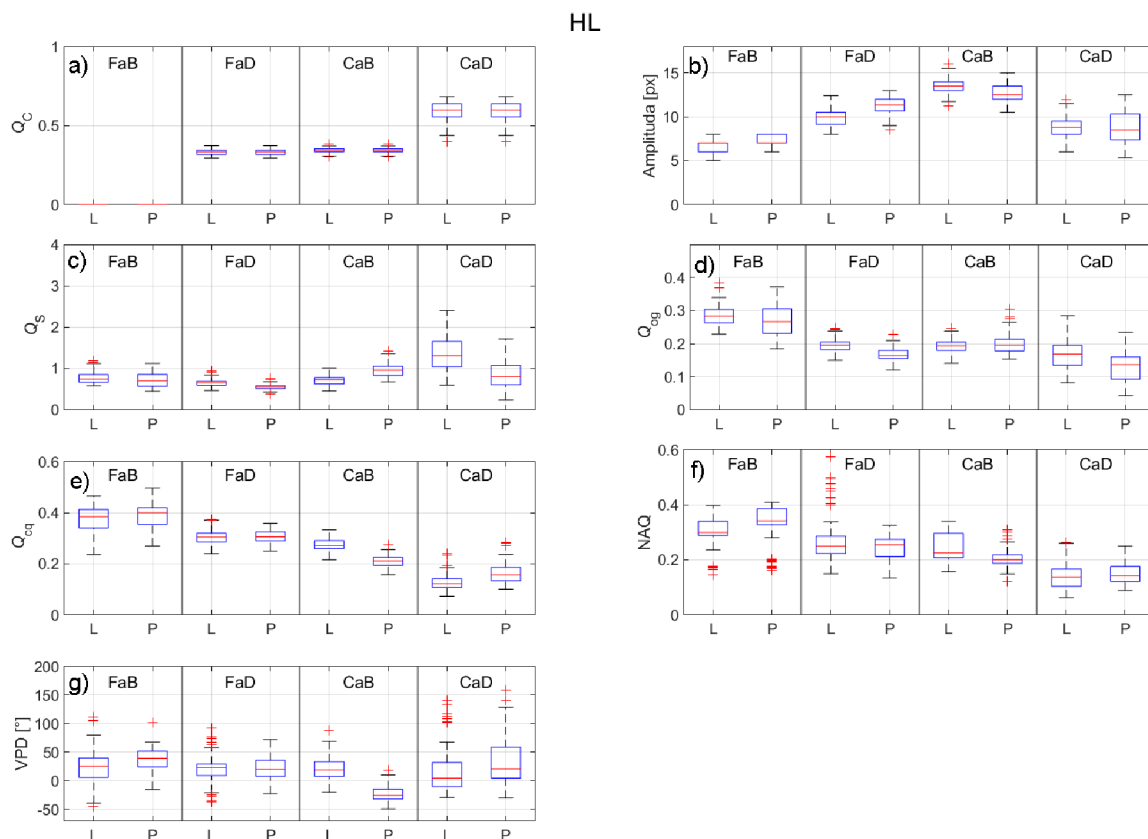 HL
a)
FaB FaD CaB CaD
1
0.5
0
Q_C
L P L P L P L P
b)
FaB FaD CaB CaD
15
10
5
0
Amplituda [px]
L P L P L P L P
c)
FaB FaD CaB CaD
4
3
2
1
0
Q_S
L P L P L P L P
d)
FaB FaD CaB CaD
0.4
0.3
0.2
0.1
0
Q_og
L P L P L P L P
e)
FaB FaD CaB CaD
0.6
0.4
0.2
0
Q_cq
L P L P L P L P
f)
FaB FaD CaB CaD
0.4
0.2
0
NAQ
L P L P L P L P
g)
FaB FaD CaB CaD
200
150
100
50
0
-50
VPD [°]
L P L P L P L P